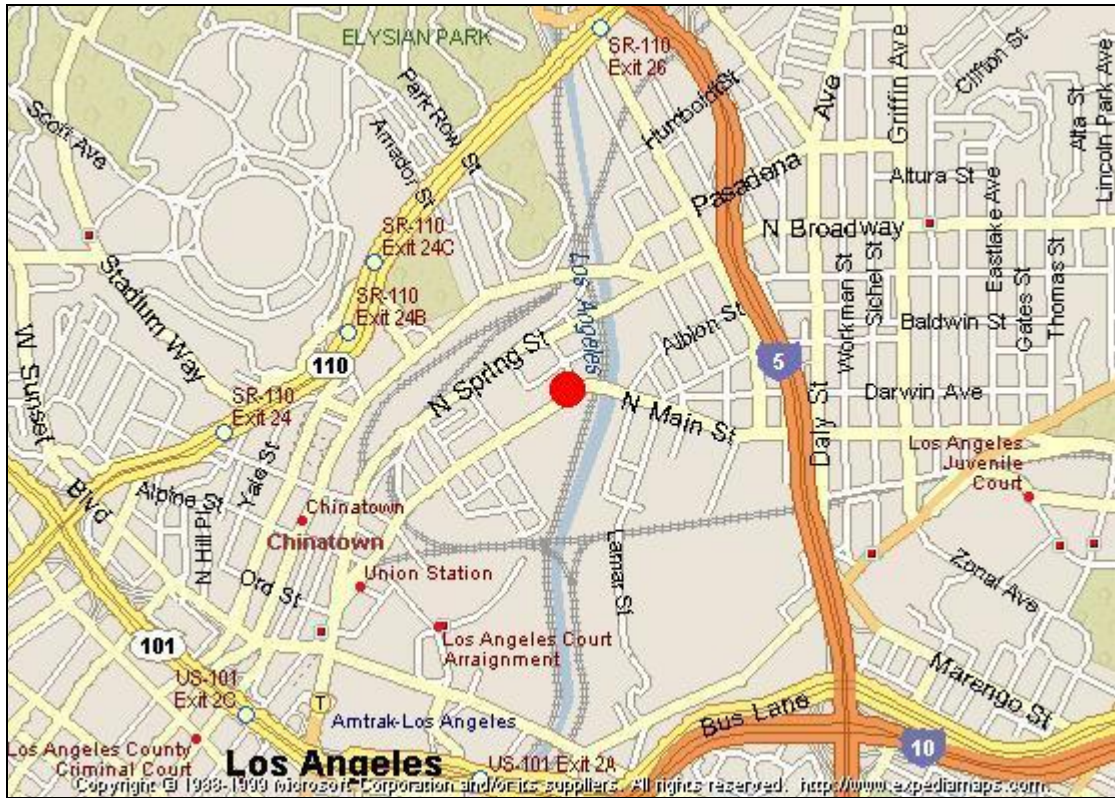 ELYSIAN PARK
SR-110
Exit 26
Park Row St
Amador St
Scott Ave
Humboldt St
Ave
Griffin Ave
Clifton St
Alta St
Lincoln Park Ave
Pasadena
Altura St
N Broadway
Eastlake Ave
SR-110
Exit 24C
Stadium Way
Los Angeles
Workman St
Sichel St
Gates St
Thomas St
SR-110
Exit 24B
110
N Spring St
Albion St
Baldwin St
5
W Sunset
Blvd
SR-110
Exit 24
N Main St
Darwin Ave
Daly St
Yale St
Los Angeles
Juvenile
Court
Alpine St
Chinatown
N Hill Pl
Chinatown
Union Station
Lamar St
Ord St
Zonal Ave
101
Los Angeles Court
Arraignment
Marengo St
US-101
Exit 2C
T
Amtrak-Los Angeles
Bus Lane
10
Los Angeles County
Criminal Court
Los Angeles
US-101 Exit 2A
Copyright © 1988-1999 Microsoft Corporation and/or its suppliers. All rights reserved. http://www.expediamaps.com.